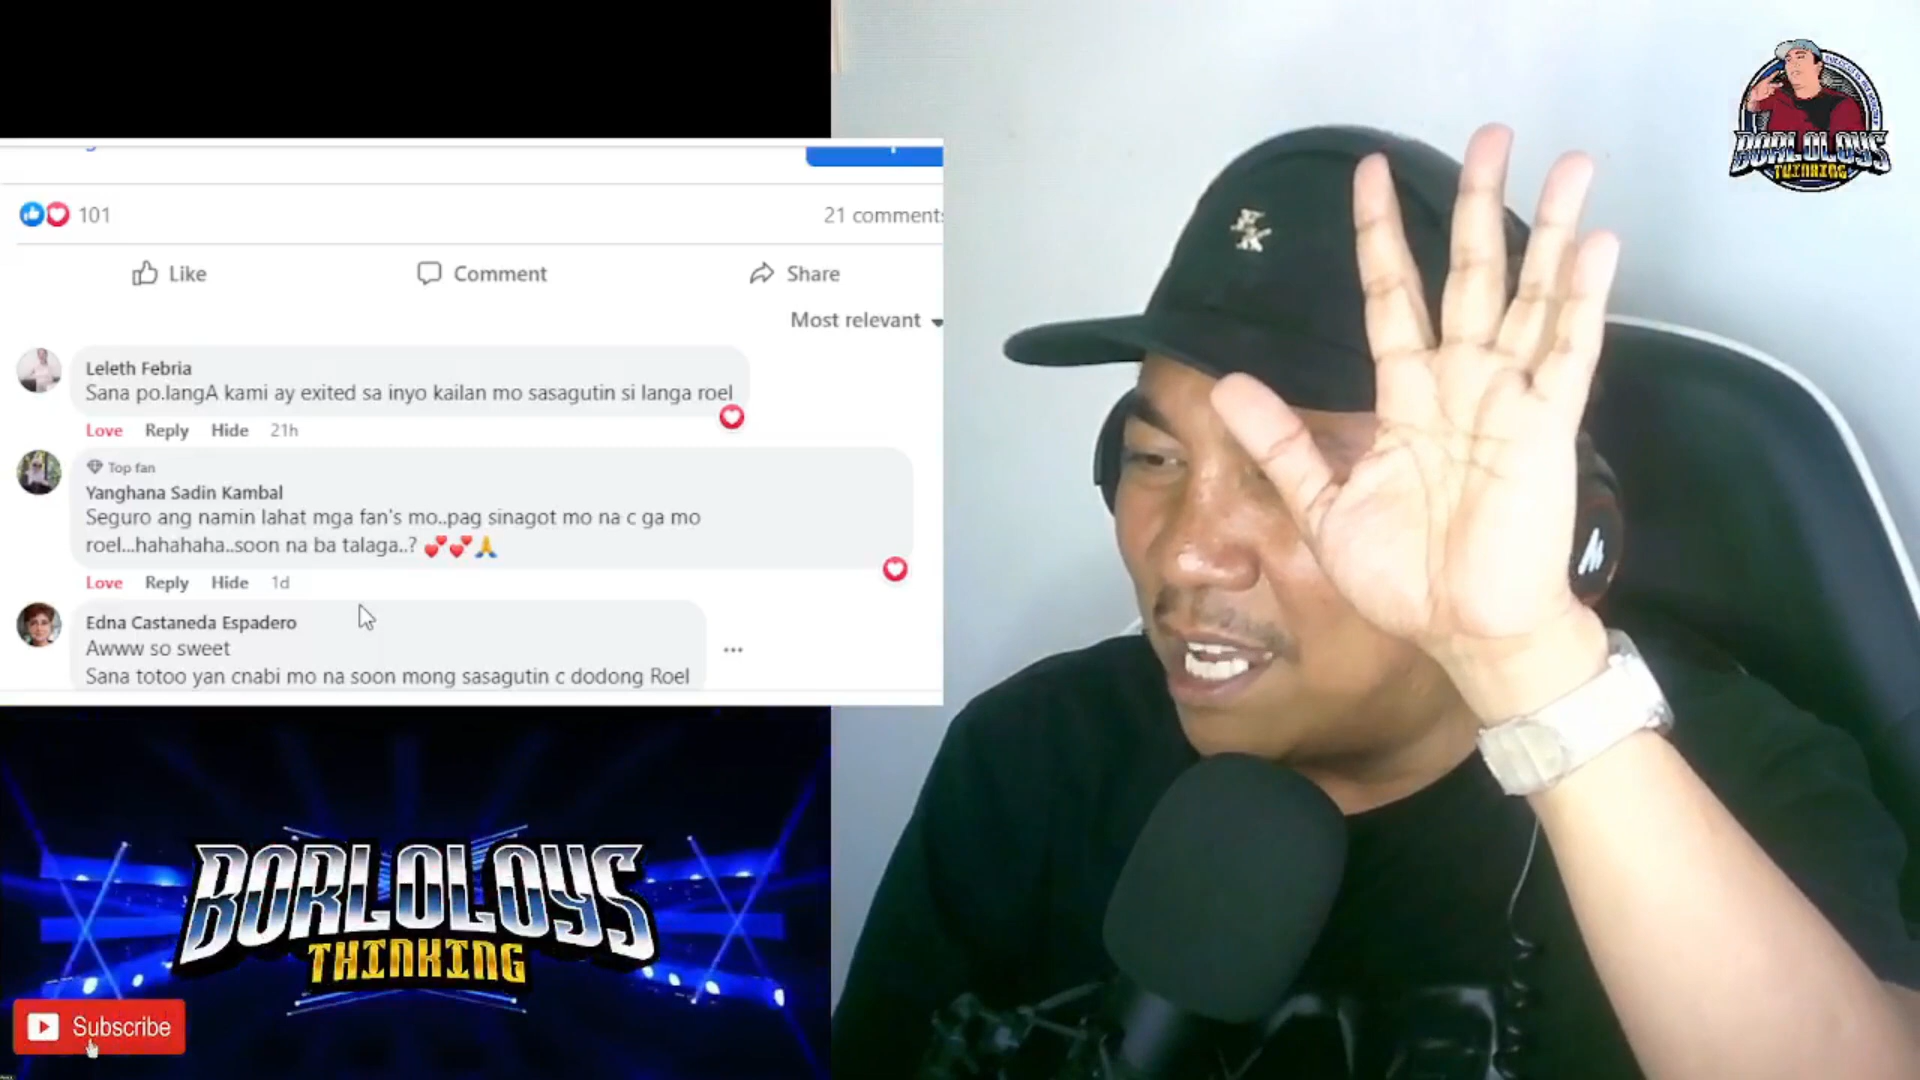 101
21 comments
Like
Comment
Share
Most relevant
Leleth Febria
Sana po.langA kami ay exited sa inyo kailan mo sasagutin si langa roel
Love Reply Hide 21h
Top fan
Yanghana Sadin Kambal
Seguro ang namin lahat mga fan's mo..pag sinagot mo na c ga mo
roel...hahahaha..soon na ba talaga..? 💕💕🙏
Love Reply Hide 1d
Edna Castaneda Espadero
Awww so sweet
Sana totoo yan cnabi mo na soon mong sasagutin c dodong Roel
BORLOLOYS
THINKING
Subscribe
BORLOLOYS
THINKING